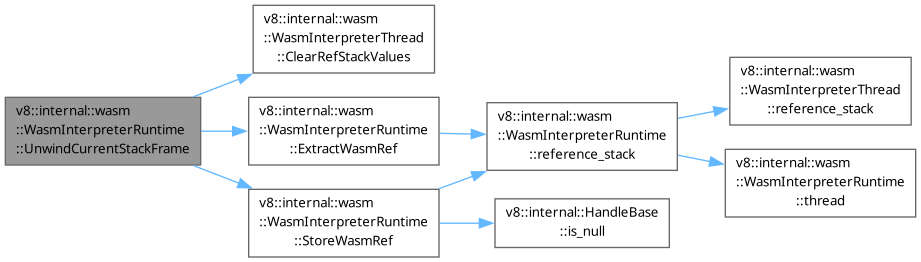 v8::internal::wasm
::WasmInterpreterRuntime
::UnwindCurrentStackFrame
v8::internal::wasm
::WasmInterpreterThread
::ClearRefStackValues
v8::internal::wasm
::WasmInterpreterRuntime
::ExtractWasmRef
v8::internal::wasm
::WasmInterpreterRuntime
::StoreWasmRef
v8::internal::wasm
::WasmInterpreterRuntime
::reference_stack
v8::internal::HandleBase
::is_null
v8::internal::wasm
::WasmInterpreterThread
::reference_stack
v8::internal::wasm
::WasmInterpreterRuntime
::thread